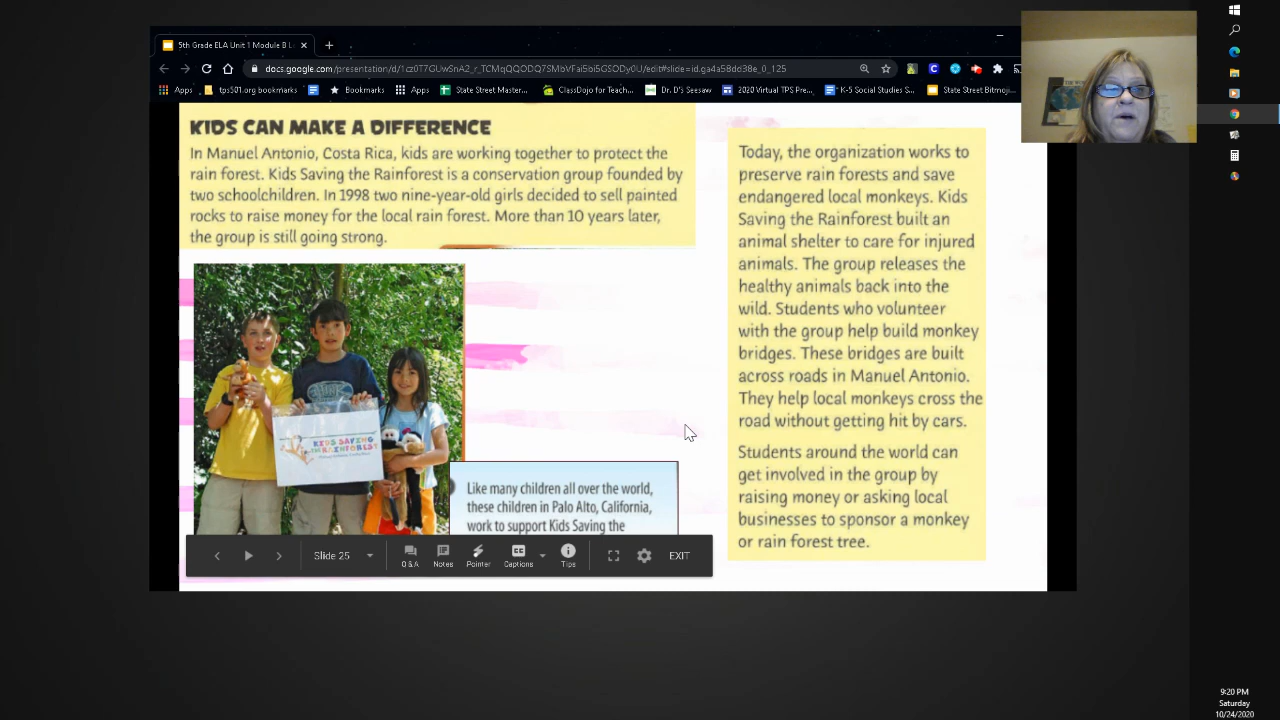 5th Grade ELA Unit 1 Module B L
docs.google.com/presentation/d/1cz0T7GUwSnA2_r_TCMqQQODQ7SMbVFai5bi5GSODy0U/edit#slide=id.ga4a58dd38e_0_125
Apps tps501.org bookmarks Bookmarks Apps State Street Master... ClassDojo for Teach... Dr. D'S Seesaw 2020 Virtual TPS Pre... K-5 Social Studies S... State Street Bitmoji...
KIDS CAN MAKE A DIFFERENCE
In Manuel Antonio, Costa Rica, kids are working together to protect the
rain forest. Kids Saving the Rainforest is a conservation group founded by
two schoolchildren. In 1998 two nine-year-old girls decided to sell painted
rocks to raise money for the local rain forest. More than 10 years later,
the group is still going strong.
KIDS SAVING
THE RAINFOREST
Like many children all over the world,
these children in Palo Alto, California,
work to support Kids Saving the
Today, the organization works to
preserve rain forests and save
endangered local monkeys. Kids
Saving the Rainforest built an
animal shelter to care for injured
animals. The group releases the
healthy animals back into the
wild. Students who volunteer
with the group help build monkey
bridges. These bridges are built
across roads in Manuel Antonio.
They help local monkeys cross the
road without getting hit by cars.
Students around the world can
get involved in the group by
raising money or asking local
businesses to sponsor a monkey
or rain forest tree.
Slide 25
Q & A Notes Pointer Captions Tips EXIT
9:20 PM
Saturday
10/24/2020